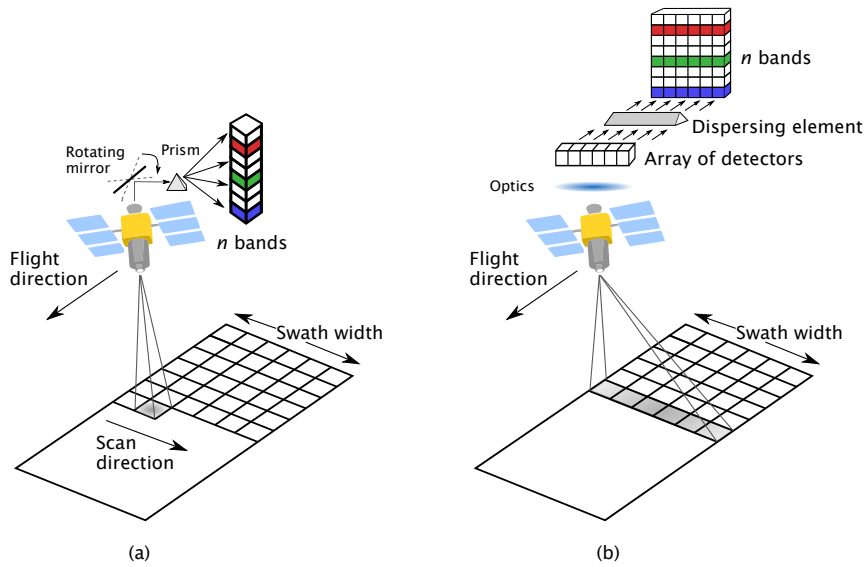 Rotating
mirror
Prism
n bands
Flight
direction
Swath width
Scan
direction
(a)
n bands
Dispersing element
Array of detectors
Optics
Flight
direction
Swath width
(b)